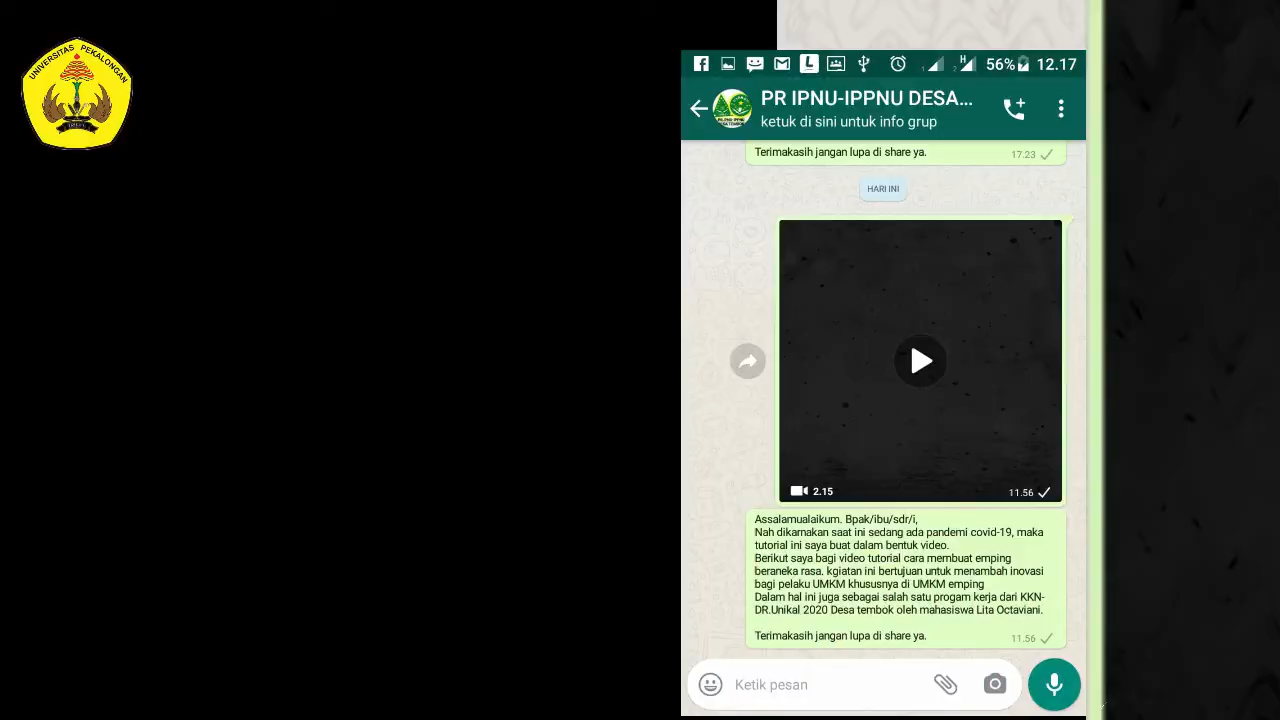 UNIVERSITAS PEKALONGAN
56% 12.17
PR IPNU-IPPNU DESA...
ketuk di sini untuk info grup
Terimakasih jangan lupa di share ya. 17.23
HARI INI
2.15 11.56
Assalamualaikum. Bpak/ibu/sdr/i,
Nah dikarnakan saat ini sedang ada pandemi covid-19, maka
tutorial ini saya buat dalam bentuk video.
Berikut saya bagi video tutorial cara membuat emping
beraneka rasa. kgiatan ini bertujuan untuk menambah inovasi
bagi pelaku UMKM khususnya di UMKM emping
Dalam hal ini juga sebagai salah satu progam kerja dari KKN-
DR.Unikal 2020 Desa tembok oleh mahasiswa Lita Octaviani.
Terimakasih jangan lupa di share ya. 11.56
Ketik pesan